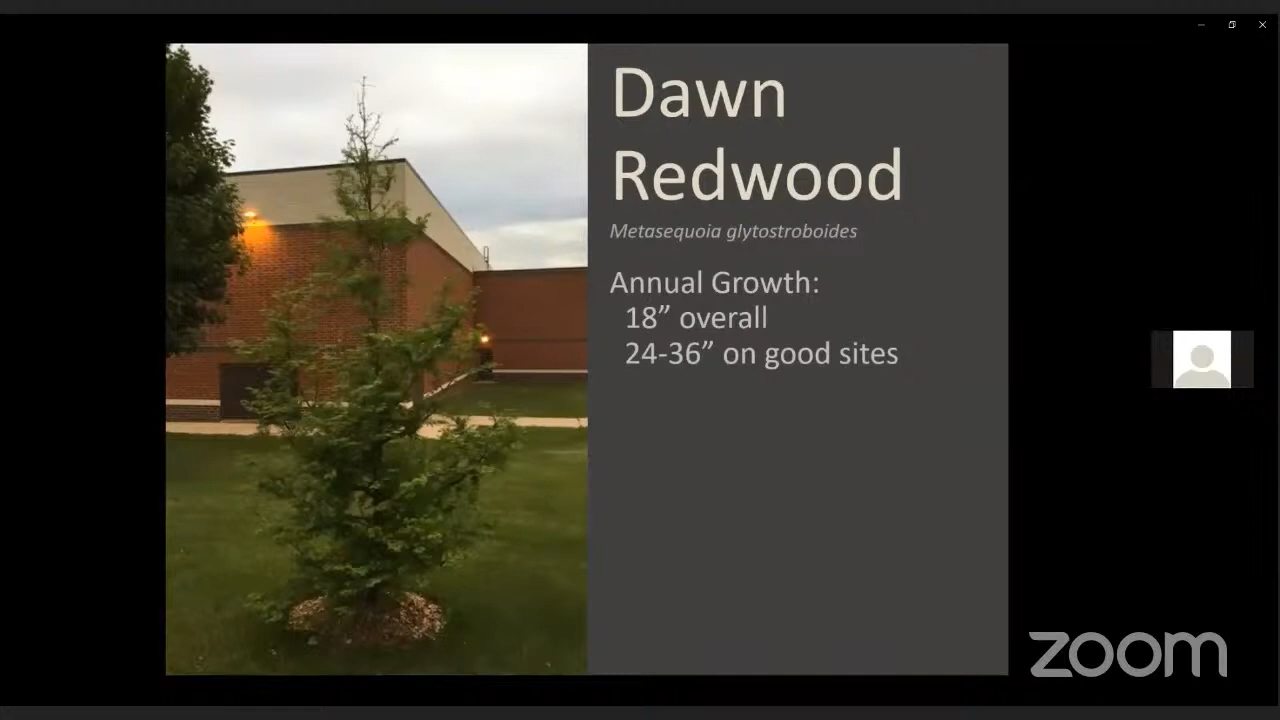 Dawn
Redwood
Metasequoia glytostroboides
Annual Growth:
18” overall
24-36” on good sites
zoom